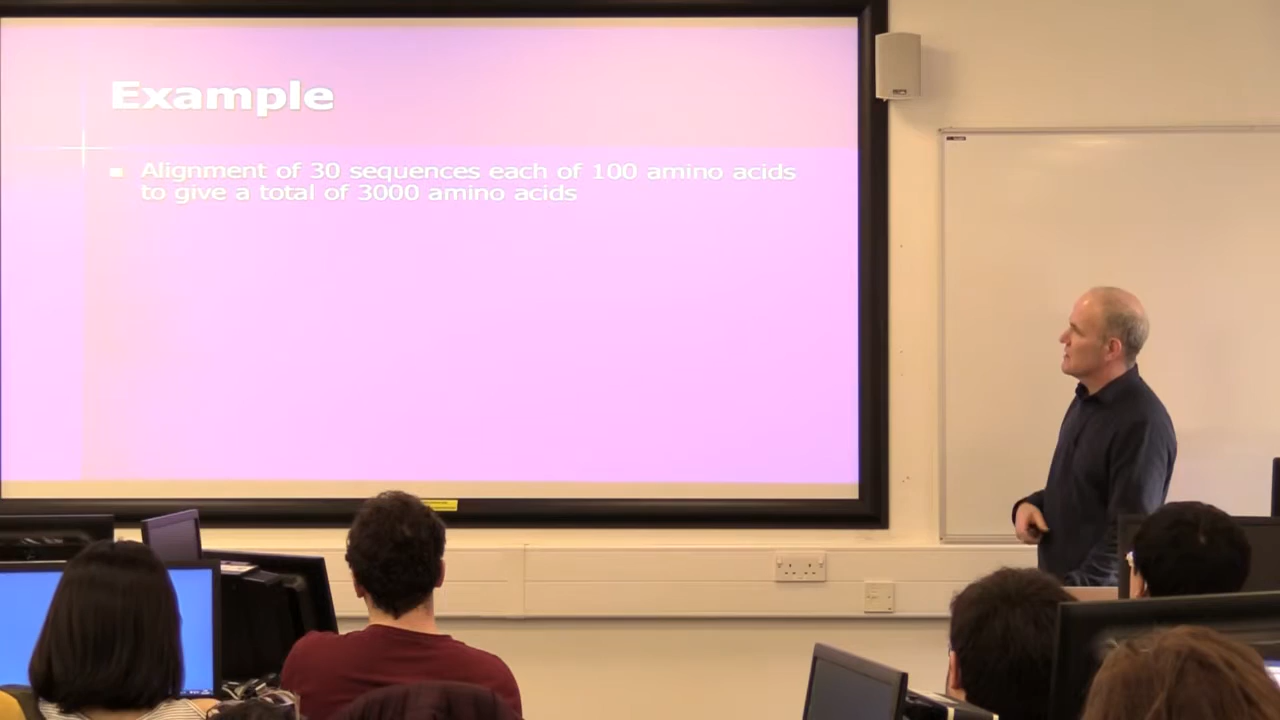 Example
Alignment of 30 sequences each of 100 amino acids
to give a total of 3000 amino acids